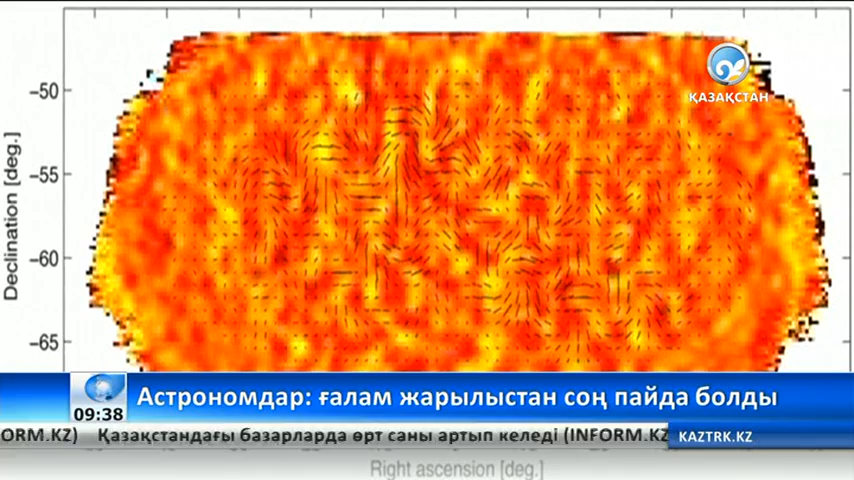 ҚАЗАҚСТАН
Declination [deg.]
−50
−55
−60
−65
Астрономдар: ғалам жарылыстан соң пайда болды
09:38
ORM.KZ) Қазақстандағы базарларда өрт саны артып келеді (INFORM.KZ
KAZTRK.KZ
Right ascension [deg.]